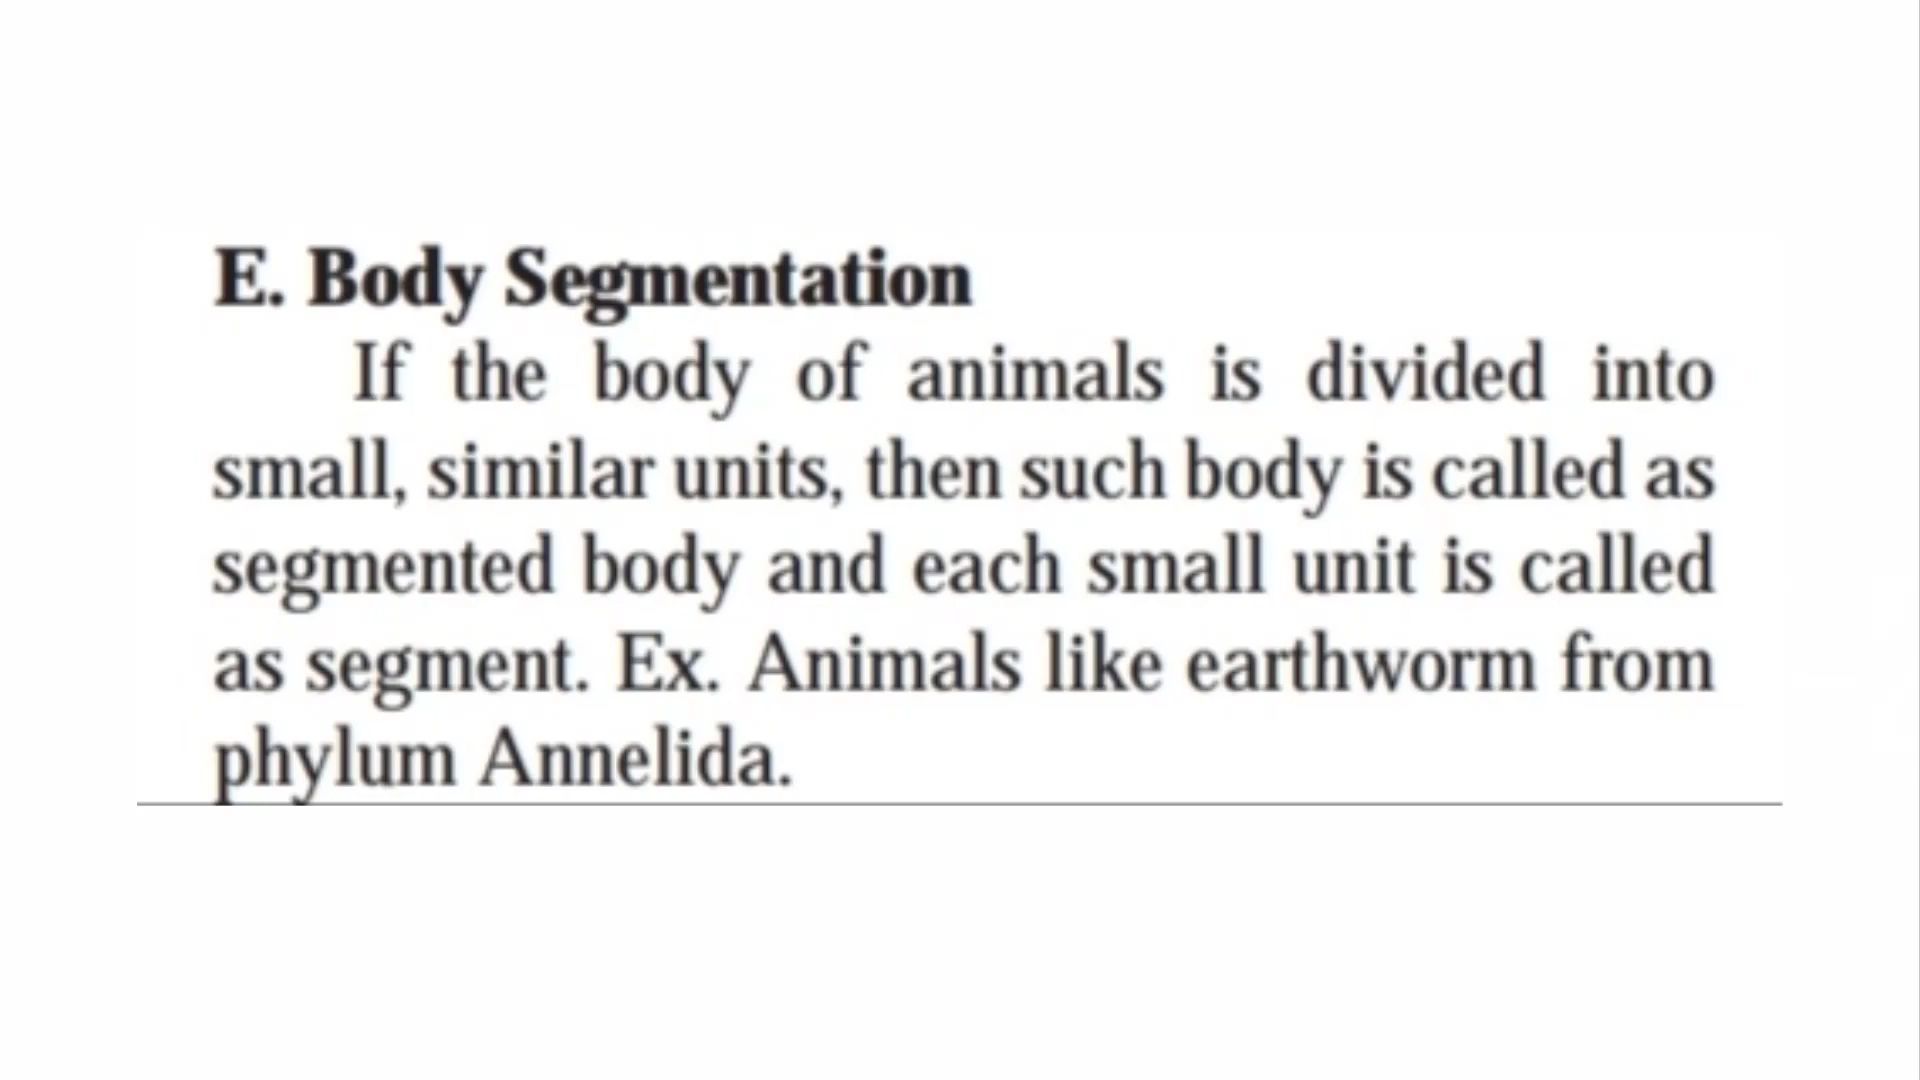 E. Body Segmentation
If the body of animals is divided into
small, similar units, then such body is called as
segmented body and each small unit is called
as segment. Ex. Animals like earthworm from
phylum Annelida.